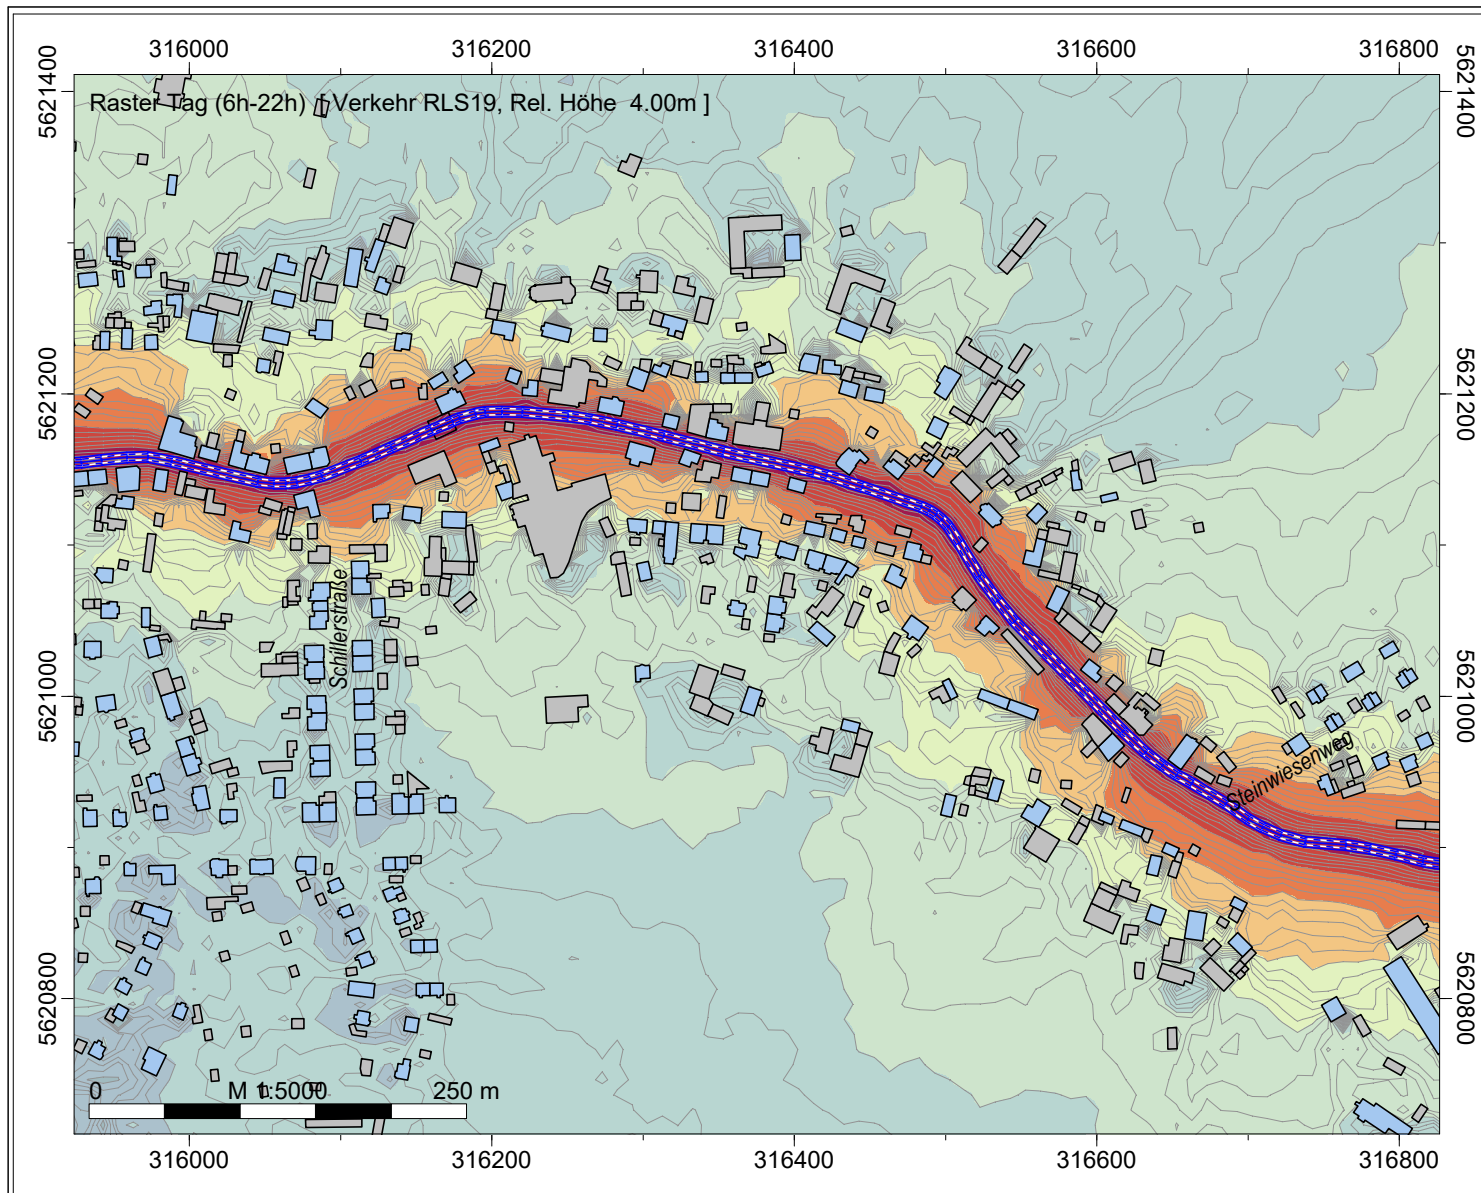 316000 316200 316400 316600 316800
5621400 5621400
Raster Tag (6h-22h) [ Verkehr RLS19, Rel. Höhe 4.00m ]
5621200 5621200
Schillerstraße
5621000 5621000
Steinwiesenweg
5620800 5620800
0 M 1:5000 250 m
316000 316200 316400 316600 316800